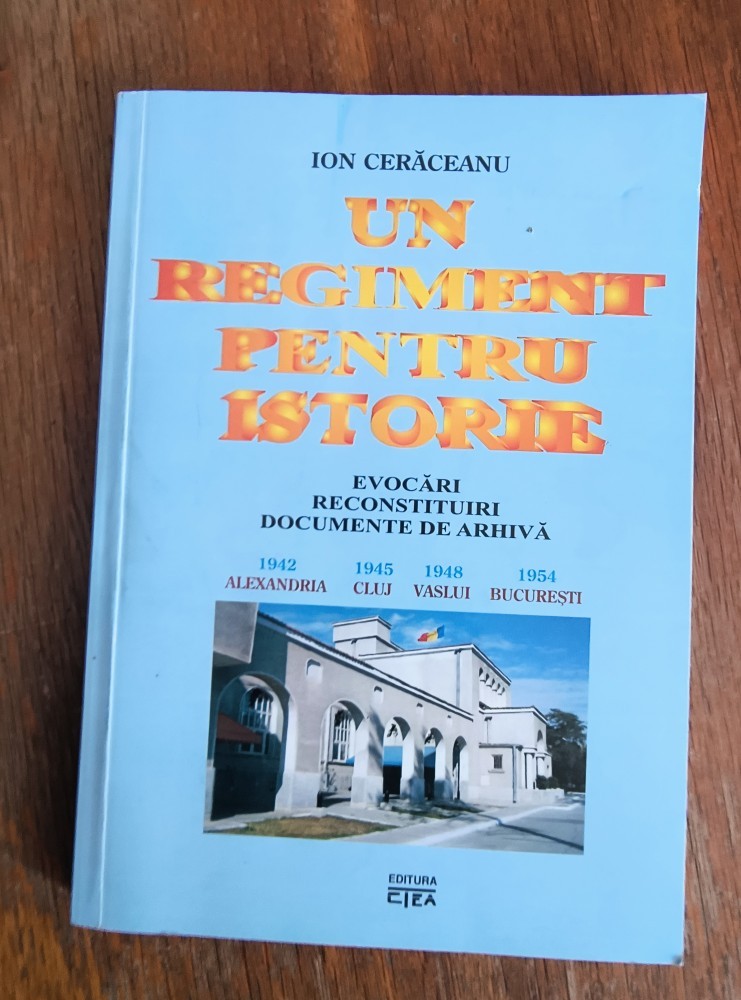 ION CERĂCEANU
UN
REGIMENT
PENTRU
ISTORIE
EVOCĂRI
RECONSTITUIRI
DOCUMENTE DE ARHIVĂ
1942 1945 1948 1954
ALEXANDRIA CLUJ VASLUI BUCUREȘTI
EDITURA
CTEA